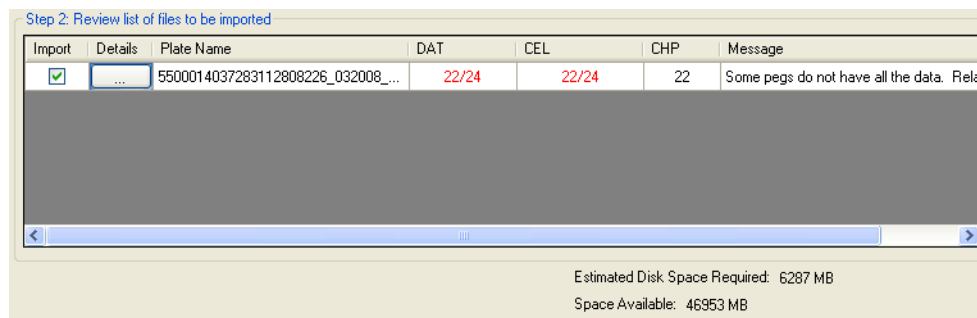 Step 2: Review list of files to be imported
Import Details Plate Name DAT CEL CHP Message
... 5500014037283112808226_032008_... 22/24 22/24 22 Some pegs do not have all the data. Rela
Estimated Disk Space Required: 6287 MB
Space Available: 46953 MB